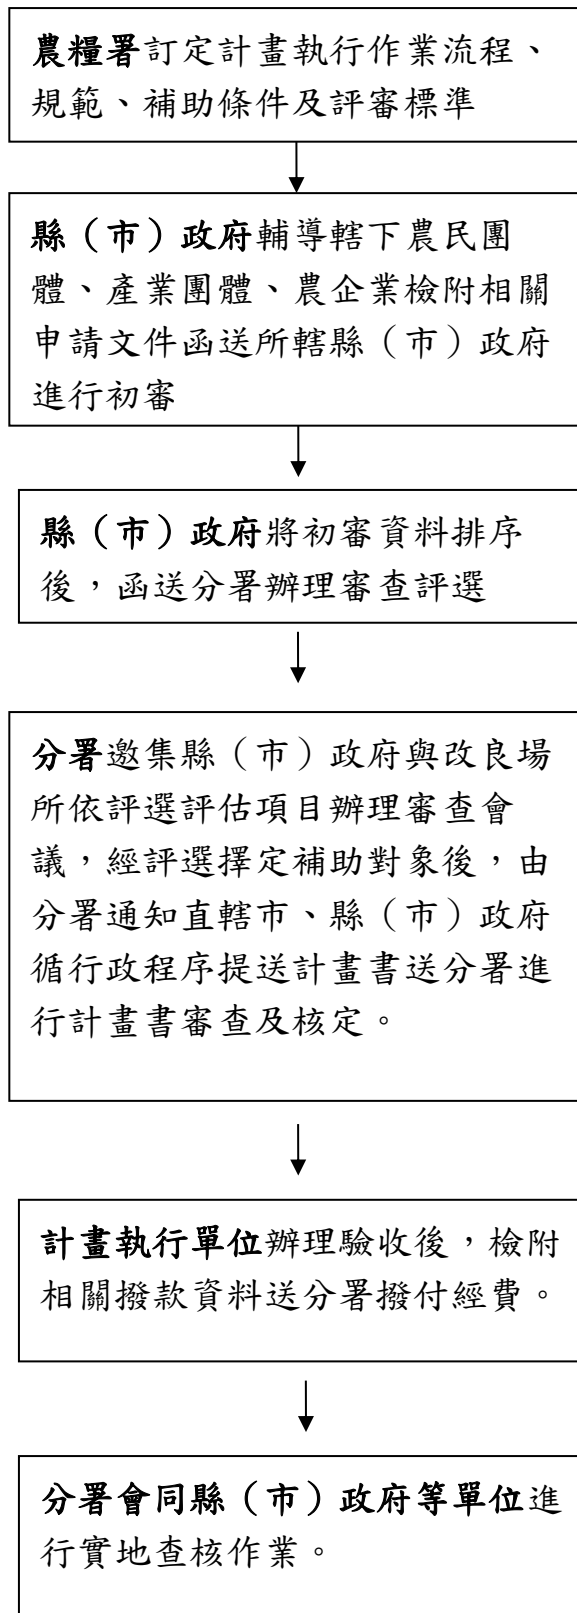 農糧署訂定計畫執行作業流程、
規範、補助條件及評審標準
縣（市）政府輔導轄下農民團
體、產業團體、農企業檢附相關
申請文件函送所轄縣（市）政府
進行初審
縣（市）政府將初審資料排序
後，函送分署辦理審查評選
分署邀集縣（市）政府與改良場
所依評選評估項目辦理審查會
議，經評選擇定補助對象後，由
分署通知直轄市、縣（市）政府
循行政程序提送計畫書送分署進
行計畫書審查及核定。
計畫執行單位辦理驗收後，檢附
相關撥款資料送分署撥付經費。
分署會同縣（市）政府等單位進
行實地查核作業。